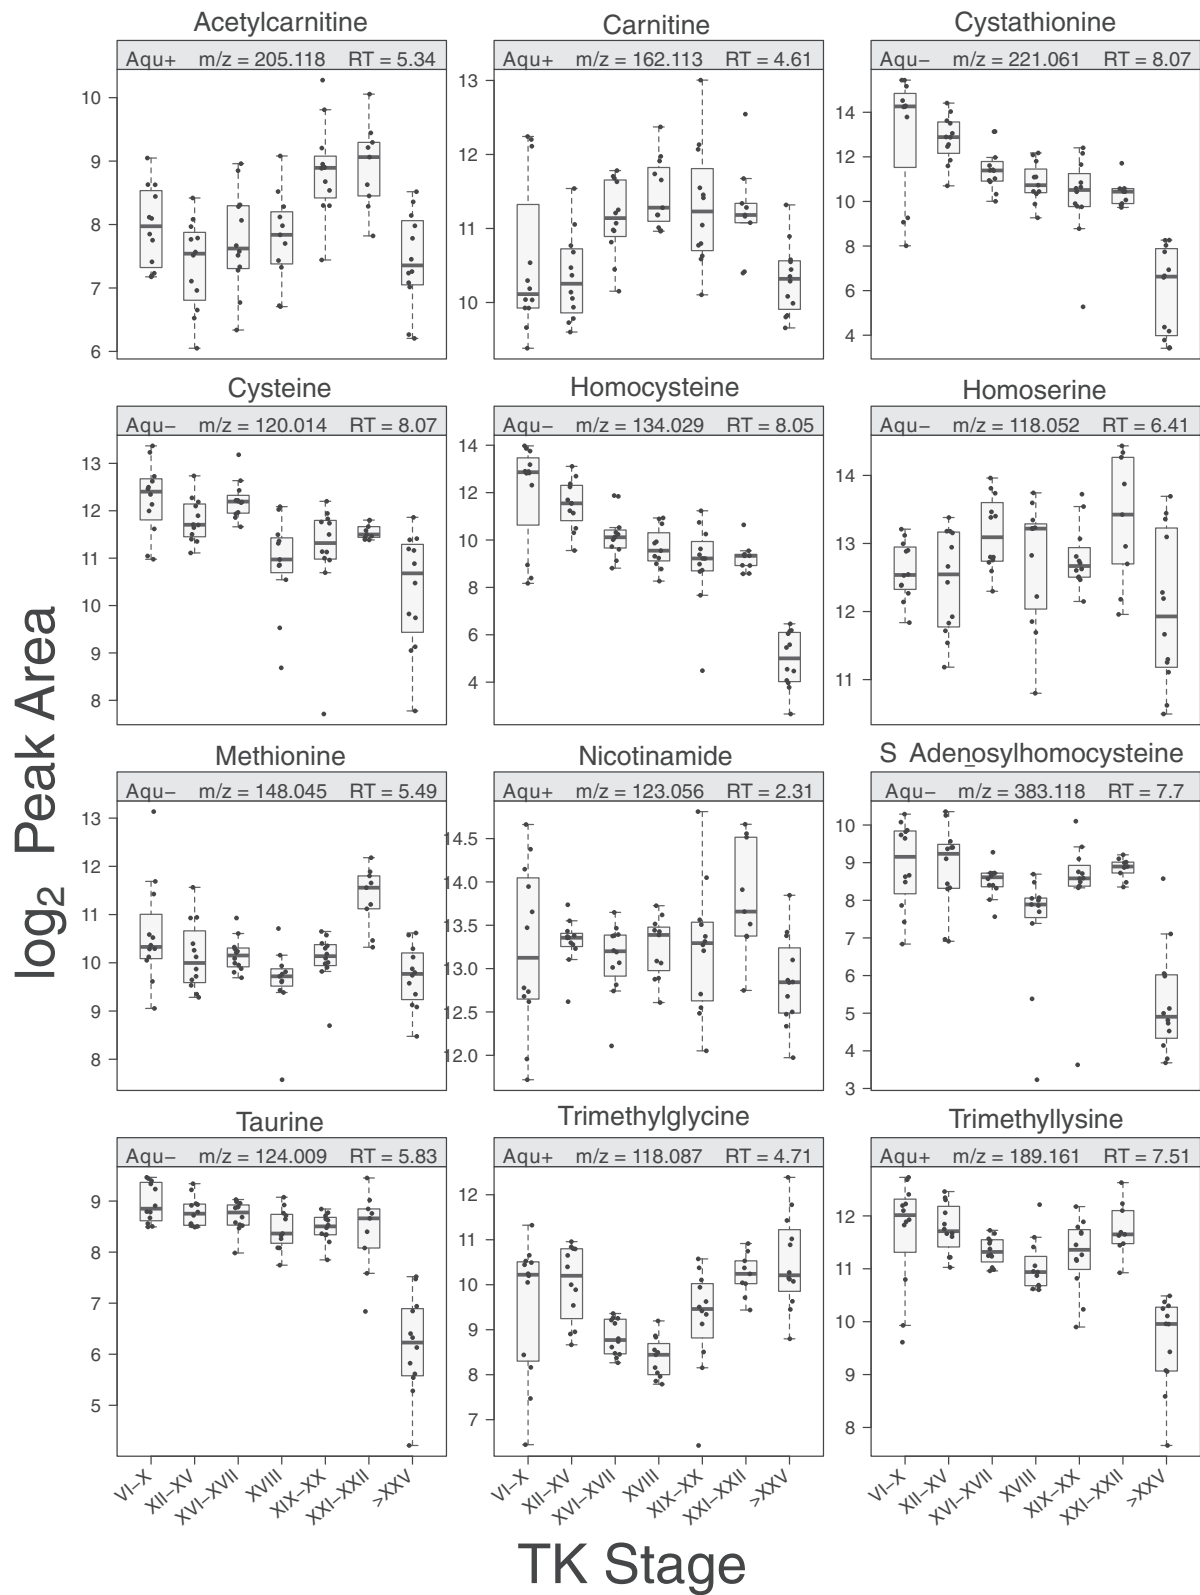 Acetylcarnitine
Aqu+ m/z = 205.118 RT = 5.34
10
9
8
7
6
Carnitine
Aqu+ m/z = 162.113 RT = 4.61
13
12
11
10
Cystathionine
Aqu− m/z = 221.061 RT = 8.07
14
12
10
8
6
4
Cysteine
Aqu− m/z = 120.014 RT = 8.07
13
12
11
10
9
8
Homocysteine
Aqu− m/z = 134.029 RT = 8.05
14
12
10
8
6
4
Homoserine
Aqu− m/z = 118.052 RT = 6.41
14
13
12
11
Methionine
Aqu− m/z = 148.045 RT = 5.49
13
12
11
10
9
8
Nicotinamide
Aqu+ m/z = 123.056 RT = 2.31
14.5
14.0
13.5
13.0
12.5
12.0
S Adenosylhomocysteine
Aqu− m/z = 383.118 RT = 7.7
10
9
8
7
6
5
4
3
Taurine
Aqu− m/z = 124.009 RT = 5.83
9
8
7
6
5
Trimethylglycine
Aqu+ m/z = 118.087 RT = 4.71
12
11
10
9
8
7
Trimethyllysine
Aqu+ m/z = 189.161 RT = 7.51
12
11
10
9
8
VI−X
XII−XV
XVI−XVII
XVIII
XIX−XX
XXI−XXII
>XXV
VI−X
XII−XV
XVI−XVII
XVIII
XIX−XX
XXI−XXII
>XXV
VI−X
XII−XV
XVI−XVII
XVIII
XIX−XX
XXI−XXII
>XXV
log2 Peak Area
TK Stage